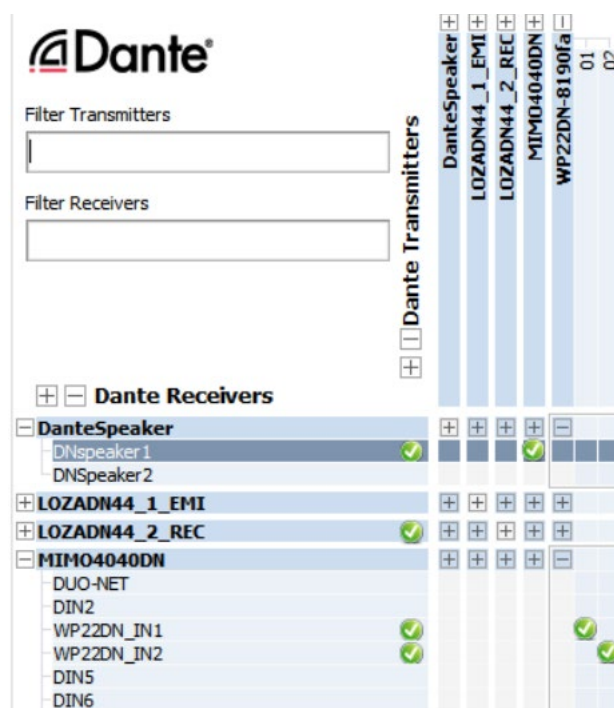 Dante®
Filter Transmitters
Filter Receivers
Dante Transmitters
DanteSpeaker
LOZADN44_1_EMI
LOZADN44_2_REC
MIMO4040DN
WP22DN-8190fa
01
02
Dante Receivers
DanteSpeaker
DNspeaker1
DNSpeaker2
LOZADN44_1_EMI
LOZADN44_2_REC
MIMO4040DN
DUO-NET
DIN2
WP22DN_IN1
WP22DN_IN2
DIN5
DIN6